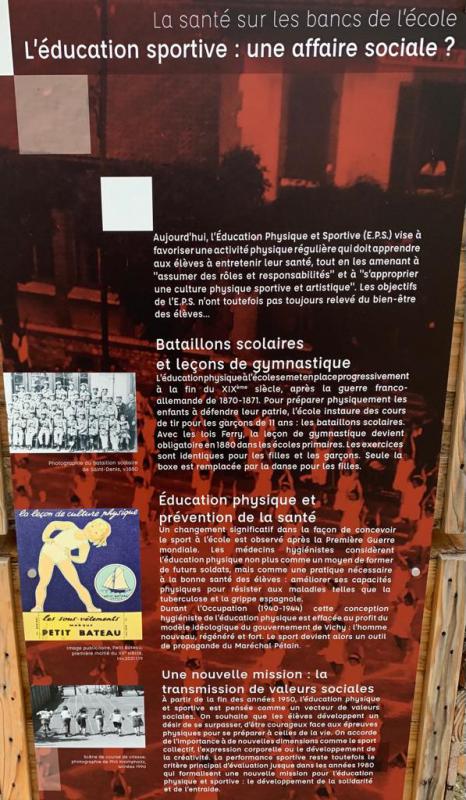 La santé sur les bancs de l'école
L'éducation sportive : une affaire sociale ?
Aujourd'hui, l'Éducation Physique et Sportive (E.P.S.) vise à
favoriser une activité physique régulière qui doit apprendre
aux élèves à entretenir leur santé, tout en les amenant à
"assumer des rôles et responsabilités" et à "s'approprier
une culture physique sportive et artistique". Les objectifs
de l'E.P.S. n'ont toutefois pas toujours relevé du bien-être
des élèves...
Bataillons scolaires
et leçons de gymnastique
L'éducation physique à l'école se met en place progressivement
à la fin du XIXème siècle, après la guerre franco-
allemande de 1870-1871. Pour préparer physiquement les
enfants à défendre leur patrie, l'école instaure des cours
de tir pour les garçons de 11 ans : les bataillons scolaires.
Avec les lois Ferry, la leçon de gymnastique devient
obligatoire en 1880 dans les écoles primaires. Les exercices
sont identiques pour les filles et les garçons. Seule la
boxe est remplacée par la danse pour les filles.
Photographie du bataillon scolaire
de Saint-Denis, v.1880
Éducation physique et
prévention de la santé
Un changement significatif dans la façon de concevoir
le sport à l'école est observé après la Première Guerre
mondiale. Les médecins hygiénistes considèrent
l'éducation physique non plus comme un moyen de former
de futurs soldats, mais comme une pratique nécessaire
à la bonne santé des élèves : améliorer ses capacités
physiques pour résister aux maladies telles que la
tuberculose et la grippe espagnole.
Durant l'Occupation (1940-1944) cette conception
hygiéniste de l'éducation physique est effacée au profit du
modèle idéologique du gouvernement de Vichy : l'homme
nouveau, régénéré et fort. Le sport devient alors un outil
de propagande du Maréchal Pétain.
la leçon de culture physique
les sous-vêtements
MARQUE
PETIT BATEAU
Image publicitaire, Petit Bateau,
première moitié du XXe siècle,
Une nouvelle mission : la
transmission de valeurs sociales
À partir de la fin des années 1950, l'éducation physique
et sportive est pensée comme un vecteur de valeurs
sociales. On souhaite que les élèves développent un
désir de se surpasser, d'être courageux face aux épreuves
physiques pour se préparer à celles de la vie. On accorde
de l'importance à de nouvelles dimensions comme le sport
collectif, l'expression corporelle ou le développement de
la créativité. La performance sportive reste toutefois le
critère principal d'évaluation jusque dans les années 1980
qui formalisent une nouvelle mission pour l'éducation
physique et sportive : le développement de la solidarité
et de l'entraide.
Scène de course de vitesse,
photographie de